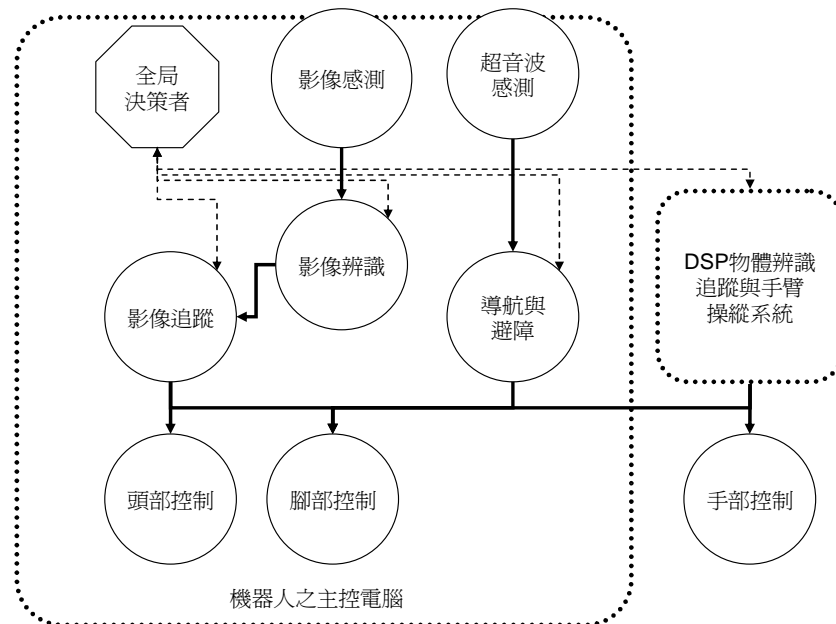 全局
決策者
影像感測
超音波
感測
影像辨識
DSP物體辨識
追蹤與手臂
操縱系統
影像追蹤
導航與
避障
頭部控制
腳部控制
手部控制
機器人之主控電腦